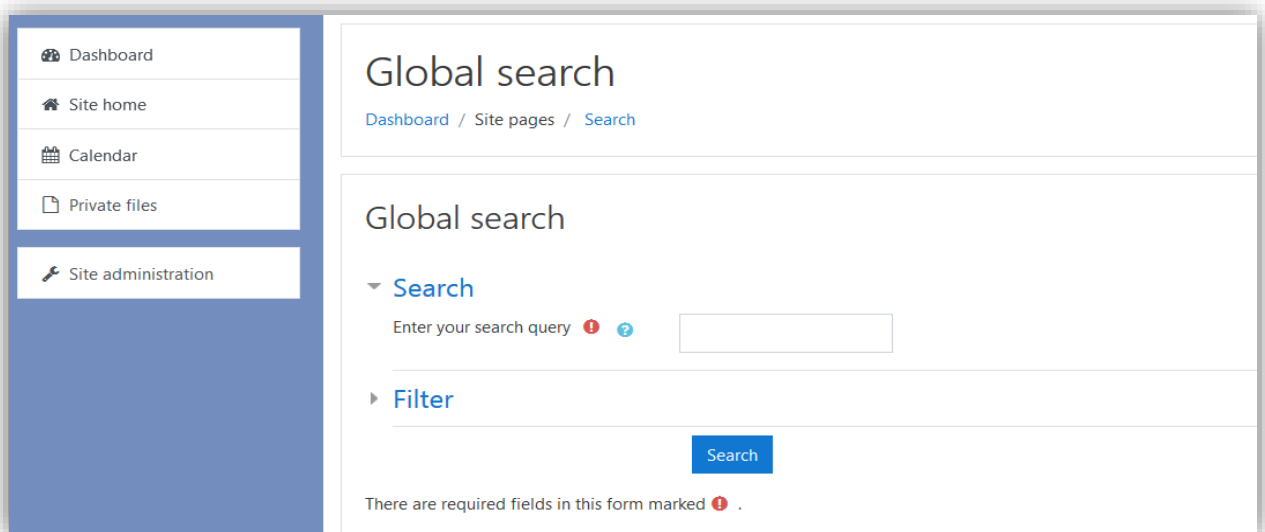 Dashboard
Site home
Calendar
Private files
Site administration
Global search
Dashboard / Site pages / Search
Global search
Search
Enter your search query
Filter
Search
There are required fields in this form marked .